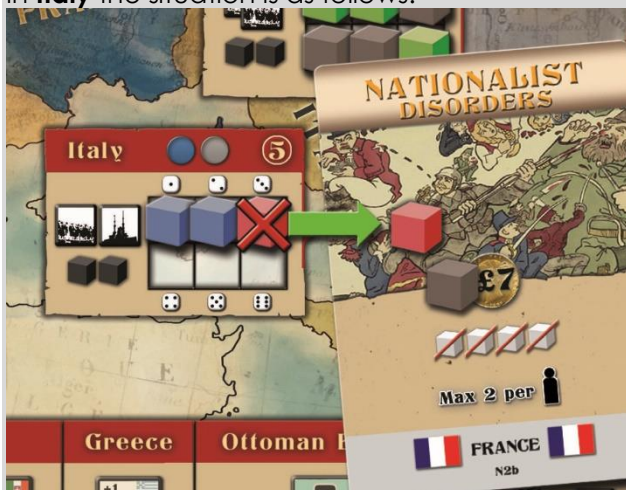 In Italy the situation is as follows:
NATIONALIST
DISORDERS
Italy
5
£7
Max 2 per
Greece
Ottoman
FRANCE
N2b
+1